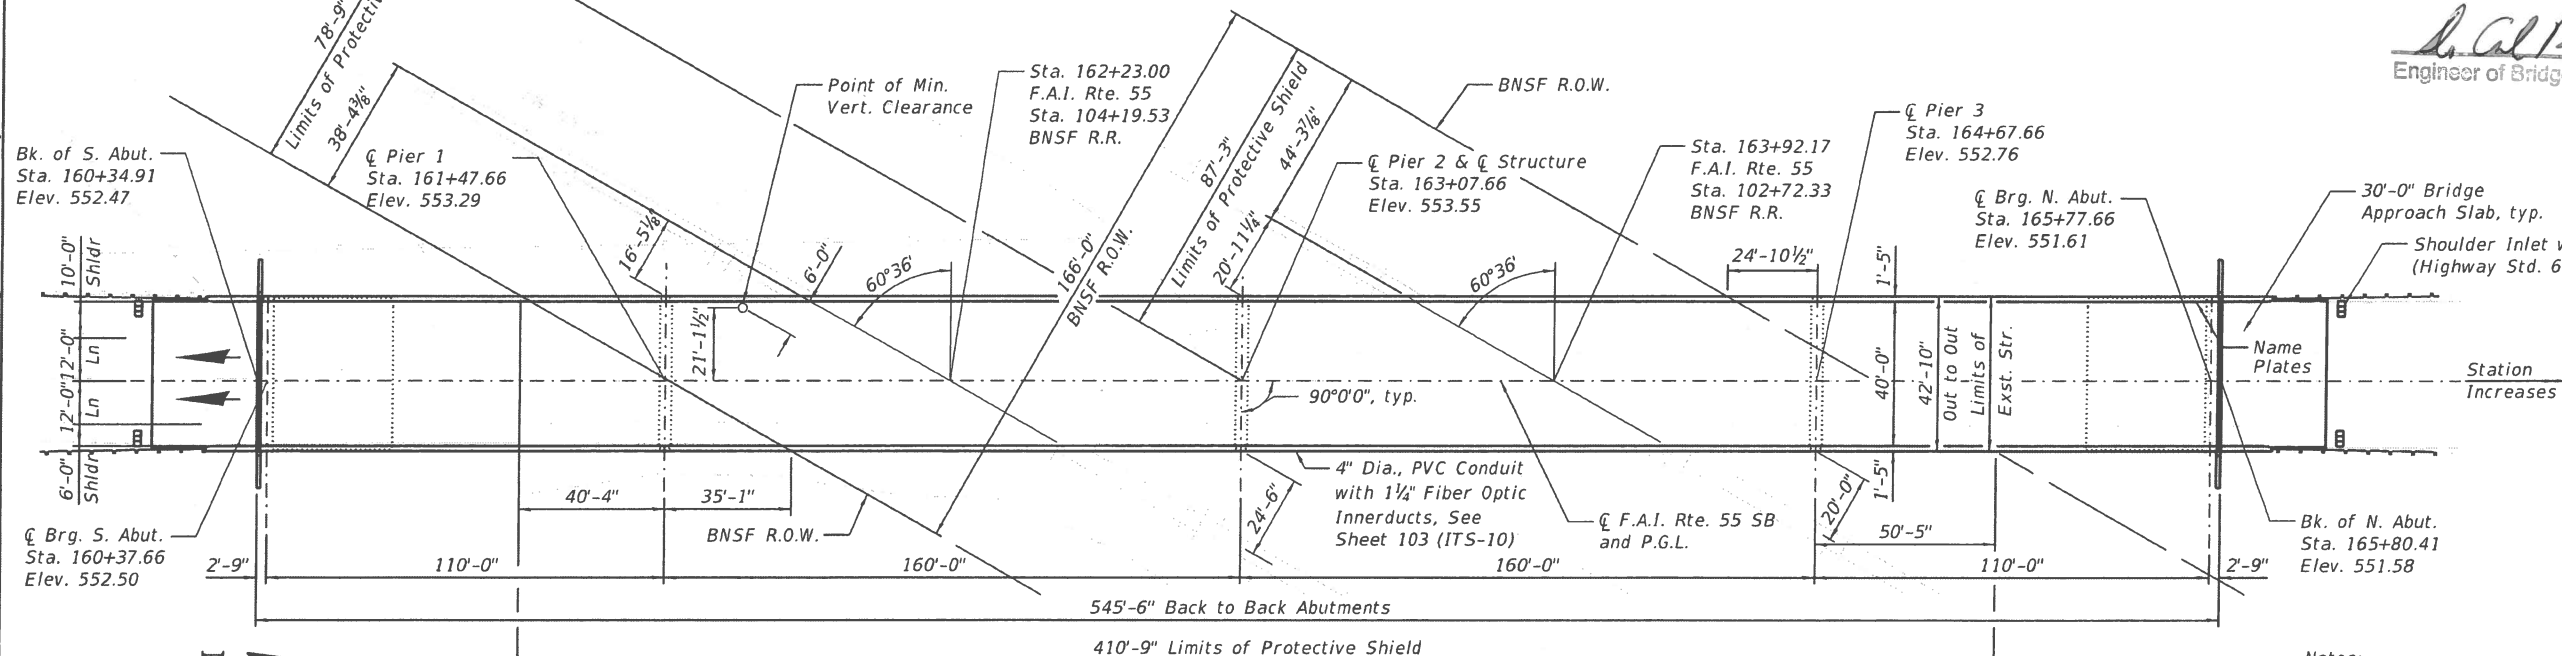 78'-9"
Limits of
38'-4⅜"
Engineer of
Bk. of S. Abut.
Sta. 160+34.91
Elev. 552.47
℄ Pier 1
Sta. 161+47.66
Elev. 553.29
Point of Min.
Vert. Clearance
Sta. 162+23.00
F.A.I. Rte. 55
Sta. 104+19.53
BNSF R.R.
87'-3"
Limits of Protective Shield
44'-3⅞"
20'-11¼"
166'-0"
BNSF R.O.W.
BNSF R.O.W.
℄ Pier 2 & ℄ Structure
Sta. 163+07.66
Elev. 553.55
Sta. 163+92.17
F.A.I. Rte. 55
Sta. 102+72.33
BNSF R.R.
℄ Pier 3
Sta. 164+67.66
Elev. 552.76
℄ Brg. N. Abut.
Sta. 165+77.66
Elev. 551.61
30'-0" Bridge
Approach Slab, typ.
Shoulder Inlet
(Highway Std.
10'-0"
Shldr
12'-0"
Ln
12'-0"
Ln
6'-0"
Shldr
16'-5⅛"
6'-0"
60°36'
21'-1½"
60°36'
24'-10½"
1'-5"
40'-0"
42'-10"
Out to Out
Limits of
Exst. Str.
1'-5"
Name
Plates
Station
Increases
90°0'0", typ.
4" Dia., PVC Conduit
with 1¼" Fiber Optic
Innerducts, See
Sheet 103 (ITS-10)
℄ F.A.I. Rte. 55 SB
and P.G.L.
24'-6"
20'-0"
50'-5"
40'-4"
35'-1"
BNSF R.O.W.
℄ Brg. S. Abut.
Sta. 160+37.66
Elev. 552.50
Bk. of N. Abut.
Sta. 165+80.41
Elev. 551.58
2'-9"
110'-0"
160'-0"
160'-0"
110'-0"
2'-9"
545'-6" Back to Back Abutments
410'-9" Limits of Protective Shield